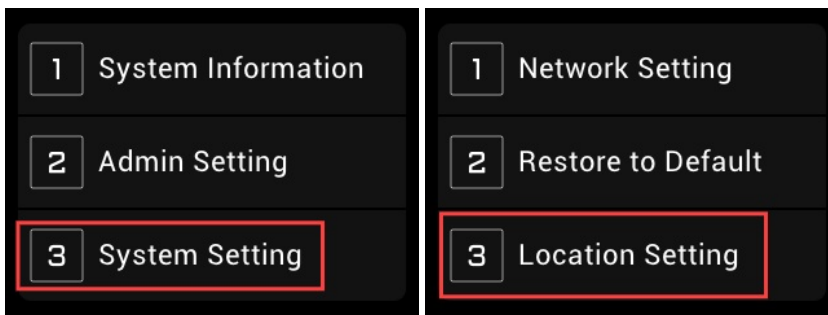 1 System Information
2 Admin Setting
3 System Setting
1 Network Setting
2 Restore to Default
3 Location Setting